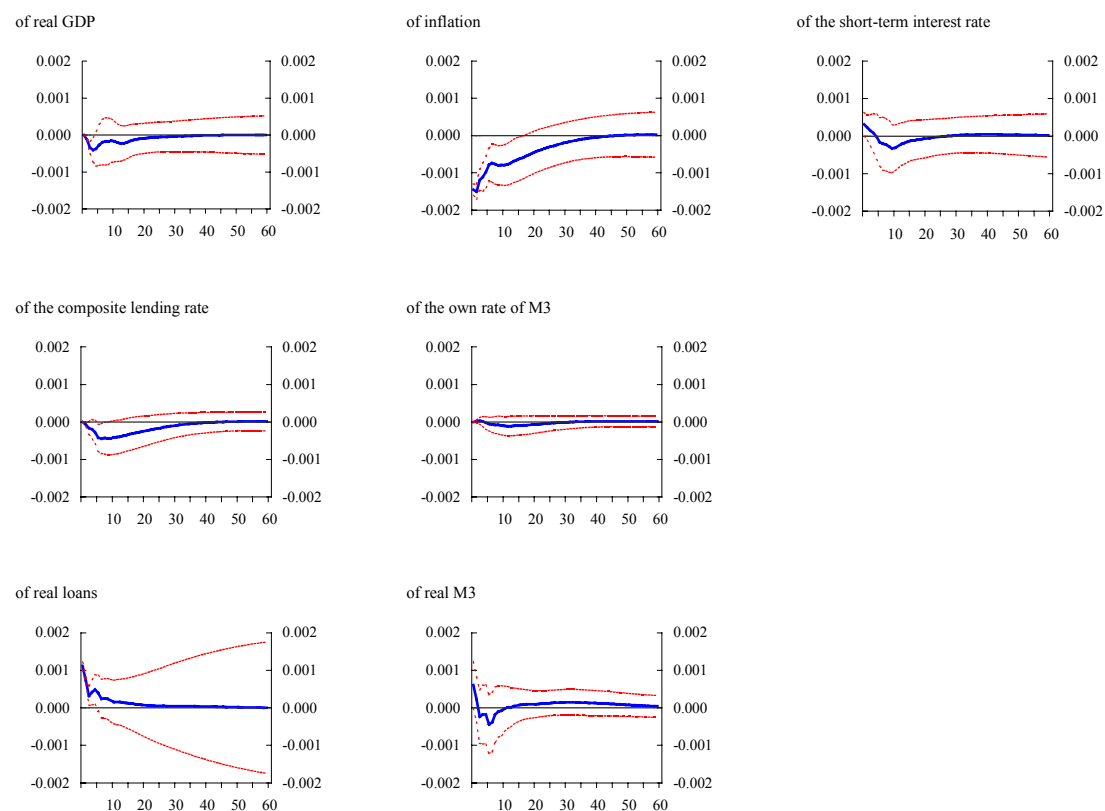 of real GDP
of inflation
of the short-term interest rate
0.002 0.002
0.001 0.001
0.000 0.000
-0.001 -0.001
-0.002 -0.002
10 20 30 40 50 60
0.002 0.002
0.001 0.001
0.000 0.000
-0.001 -0.001
-0.002 -0.002
10 20 30 40 50 60
0.002 0.002
0.001 0.001
0.000 0.000
-0.001 -0.001
-0.002 -0.002
10 20 30 40 50 60
of the composite lending rate
of the own rate of M3
0.002 0.002
0.001 0.001
0.000 0.000
-0.001 -0.001
-0.002 -0.002
10 20 30 40 50 60
0.002 0.002
0.001 0.001
0.000 0.000
-0.001 -0.001
-0.002 -0.002
10 20 30 40 50 60
of real loans
of real M3
0.002 0.002
0.001 0.001
0.000 0.000
-0.001 -0.001
-0.002 -0.002
10 20 30 40 50 60
0.002 0.002
0.001 0.001
0.000 0.000
-0.001 -0.001
-0.002 -0.002
10 20 30 40 50 60